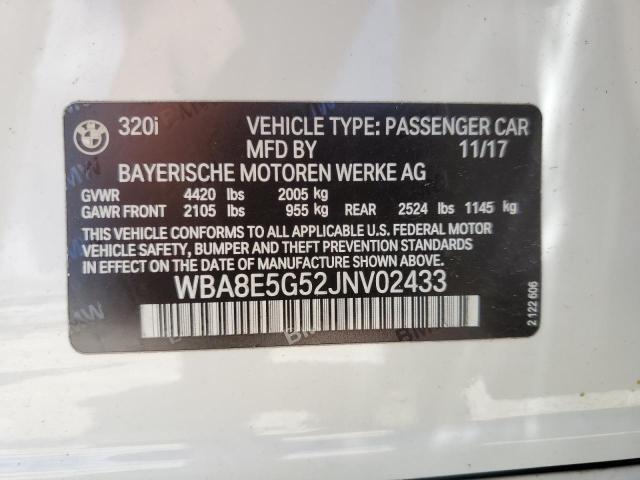 320i VEHICLE TYPE: PASSENGER CAR
MFD BY 11/17
BAYERISCHE MOTOREN WERKE AG
GVWR 4420 lbs 2005 kg
GAWR FRONT 2105 lbs 955 kg REAR 2524 lbs 1145 kg
THIS VEHICLE CONFORMS TO ALL APPLICABLE U.S. FEDERAL MOTOR
VEHICLE SAFETY, BUMPER AND THEFT PREVENTION STANDARDS IN
EFFECT ON THE DATE OF MANUFACTURE SHOWN ABOVE.
WBA8E5G52JNV02433
2 122 606